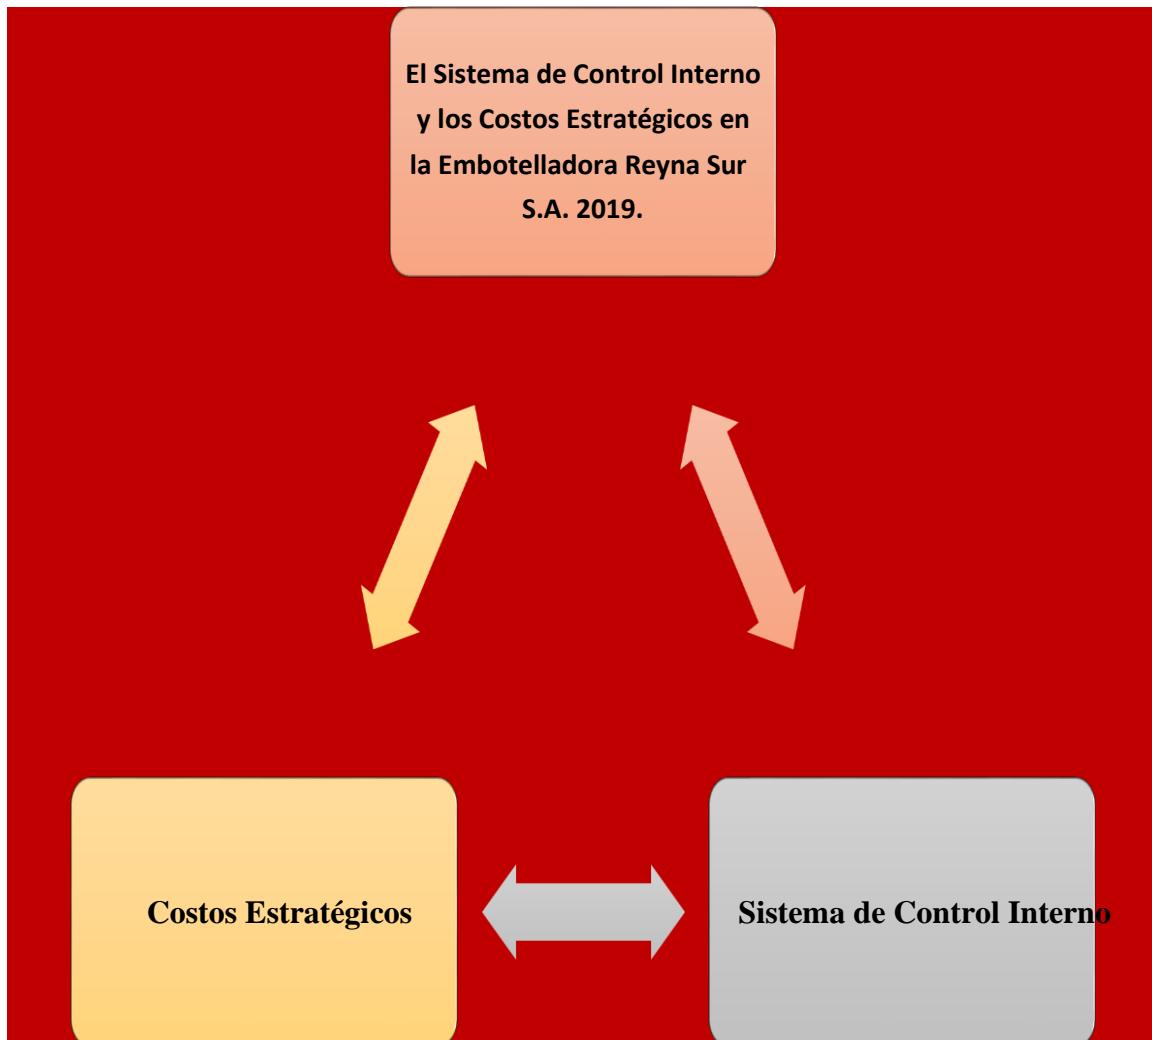 El Sistema de Control Interno
y los Costos Estratégicos en
la Embotelladora Reyna Sur
S.A. 2019.
Costos Estratégicos
Sistema de Control Interno